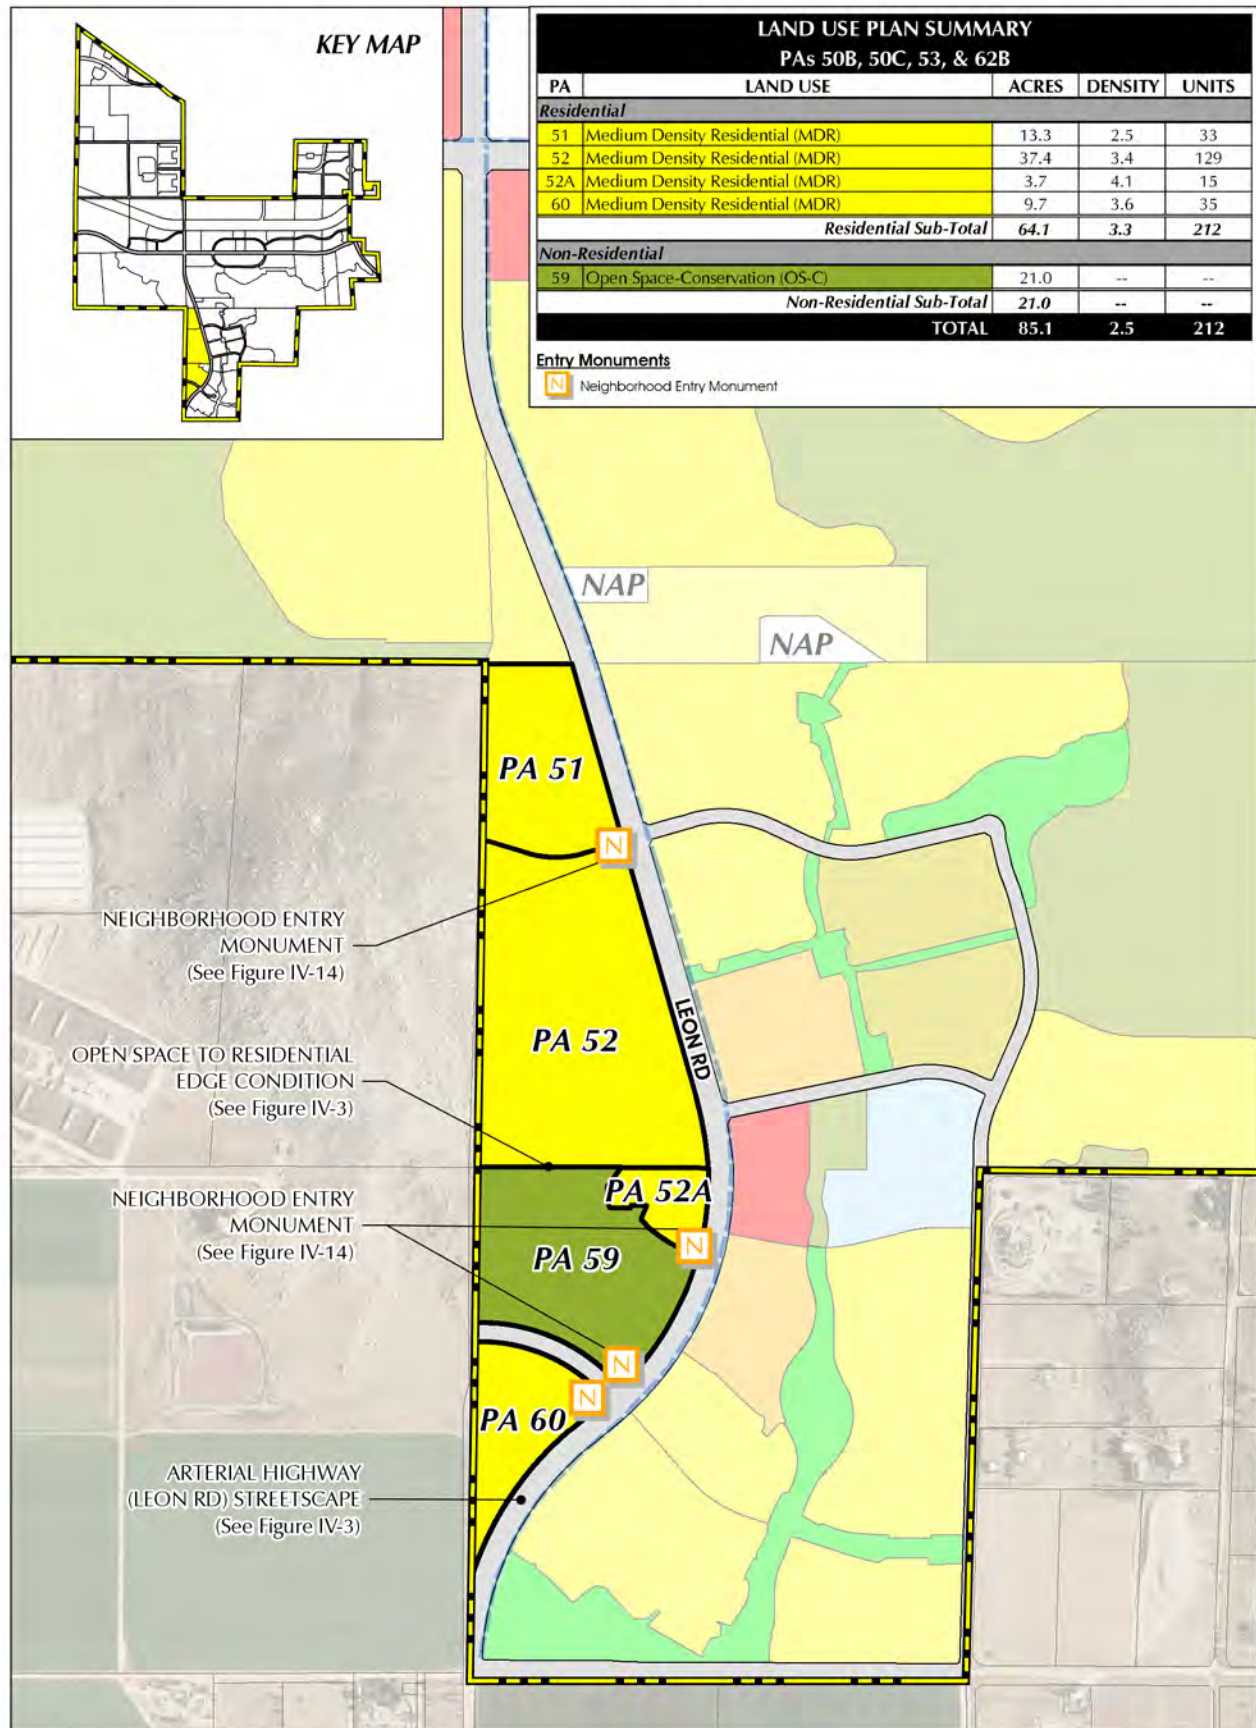 KEY MAP
LAND USE PLAN SUMMARY
PAs 50B, 50C, 53, & 62B
PA LAND USE ACRES DENSITY UNITS
Residential
51 Medium Density Residential (MDR) 13.3 2.5 33
52 Medium Density Residential (MDR) 37.4 3.4 129
52A Medium Density Residential (MDR) 3.7 4.1 15
60 Medium Density Residential (MDR) 9.7 3.6 35
Residential Sub-Total 64.1 3.3 212
Non-Residential
59 Open Space-Conservation (OS-C) 21.0 -- --
Non-Residential Sub-Total 21.0 -- --
TOTAL 85.1 2.5 212
Entry Monuments
N Neighborhood Entry Monument
NAP
NAP
PA 51
N
NEIGHBORHOOD ENTRY
MONUMENT
(See Figure IV-14)
PA 52
LEON RD
OPEN SPACE TO RESIDENTIAL
EDGE CONDITION
(See Figure IV-3)
PA 52A
NEIGHBORHOOD ENTRY
MONUMENT
(See Figure IV-14)
N
PA 59
N
N
PA 60
ARTERIAL HIGHWAY
(LEON RD) STREETSCAPE
(See Figure IV-3)